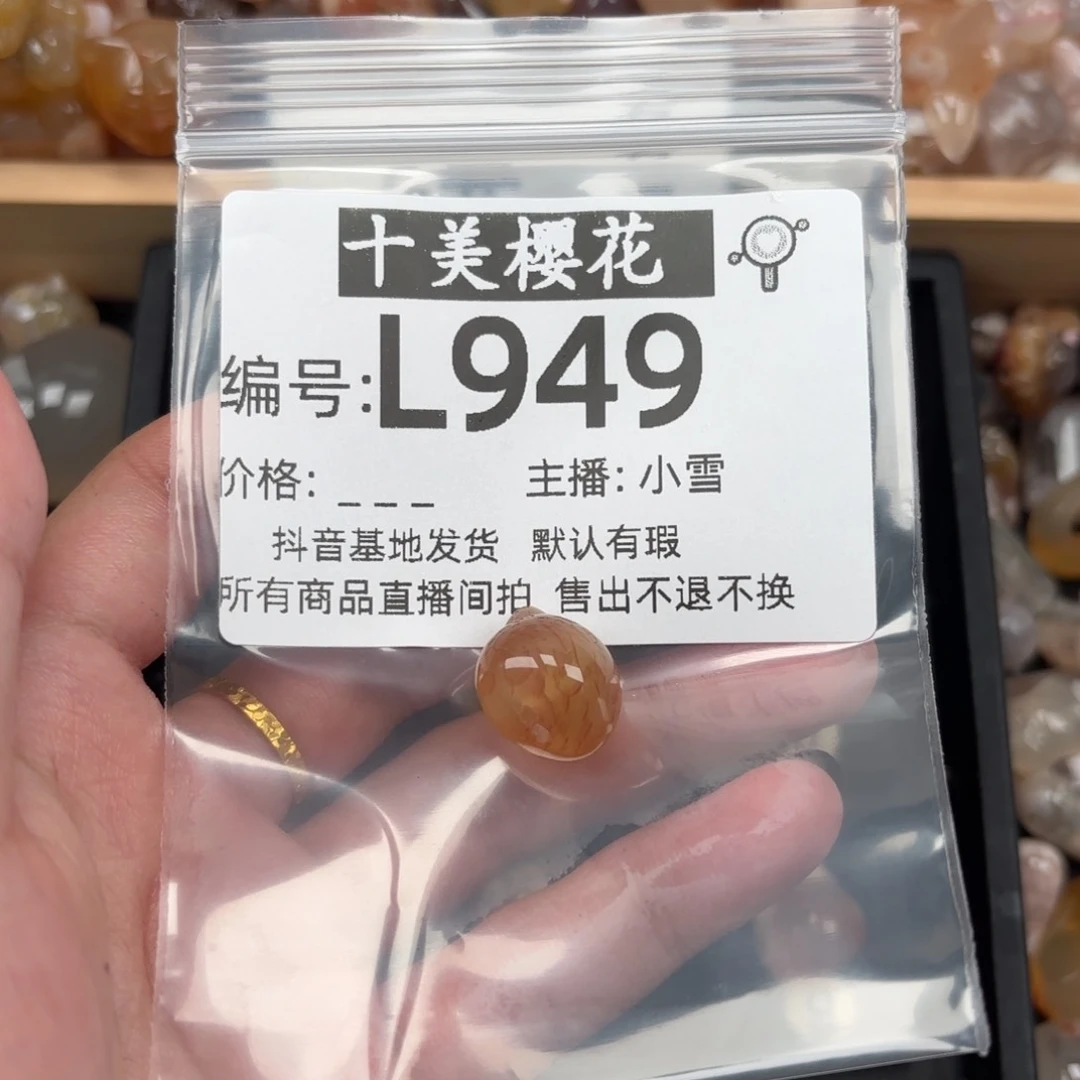 十美樱花
编号:L949
价格: _ _ _ 主播: 小雪
抖音基地发货 默认有瑕
所有商品直播间拍 售出不退不换